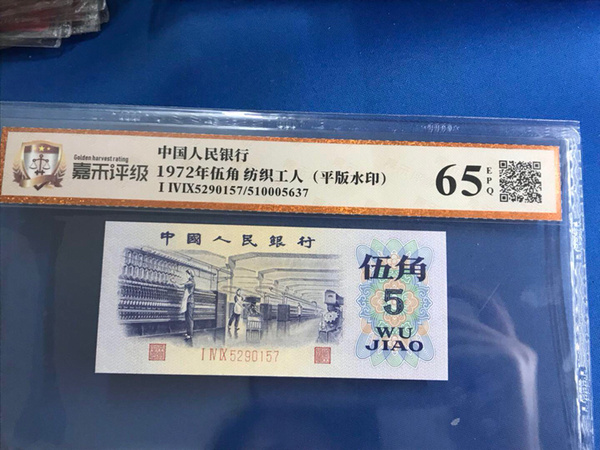 Golden harvest rating
嘉禾评级
中国人民银行
1972年伍角 纺织工人（平版水印）
I IVIX5290157/510005637
65
EPQ
中國人民銀行
伍角
5
WU
JIAO
I IV IX 5290157